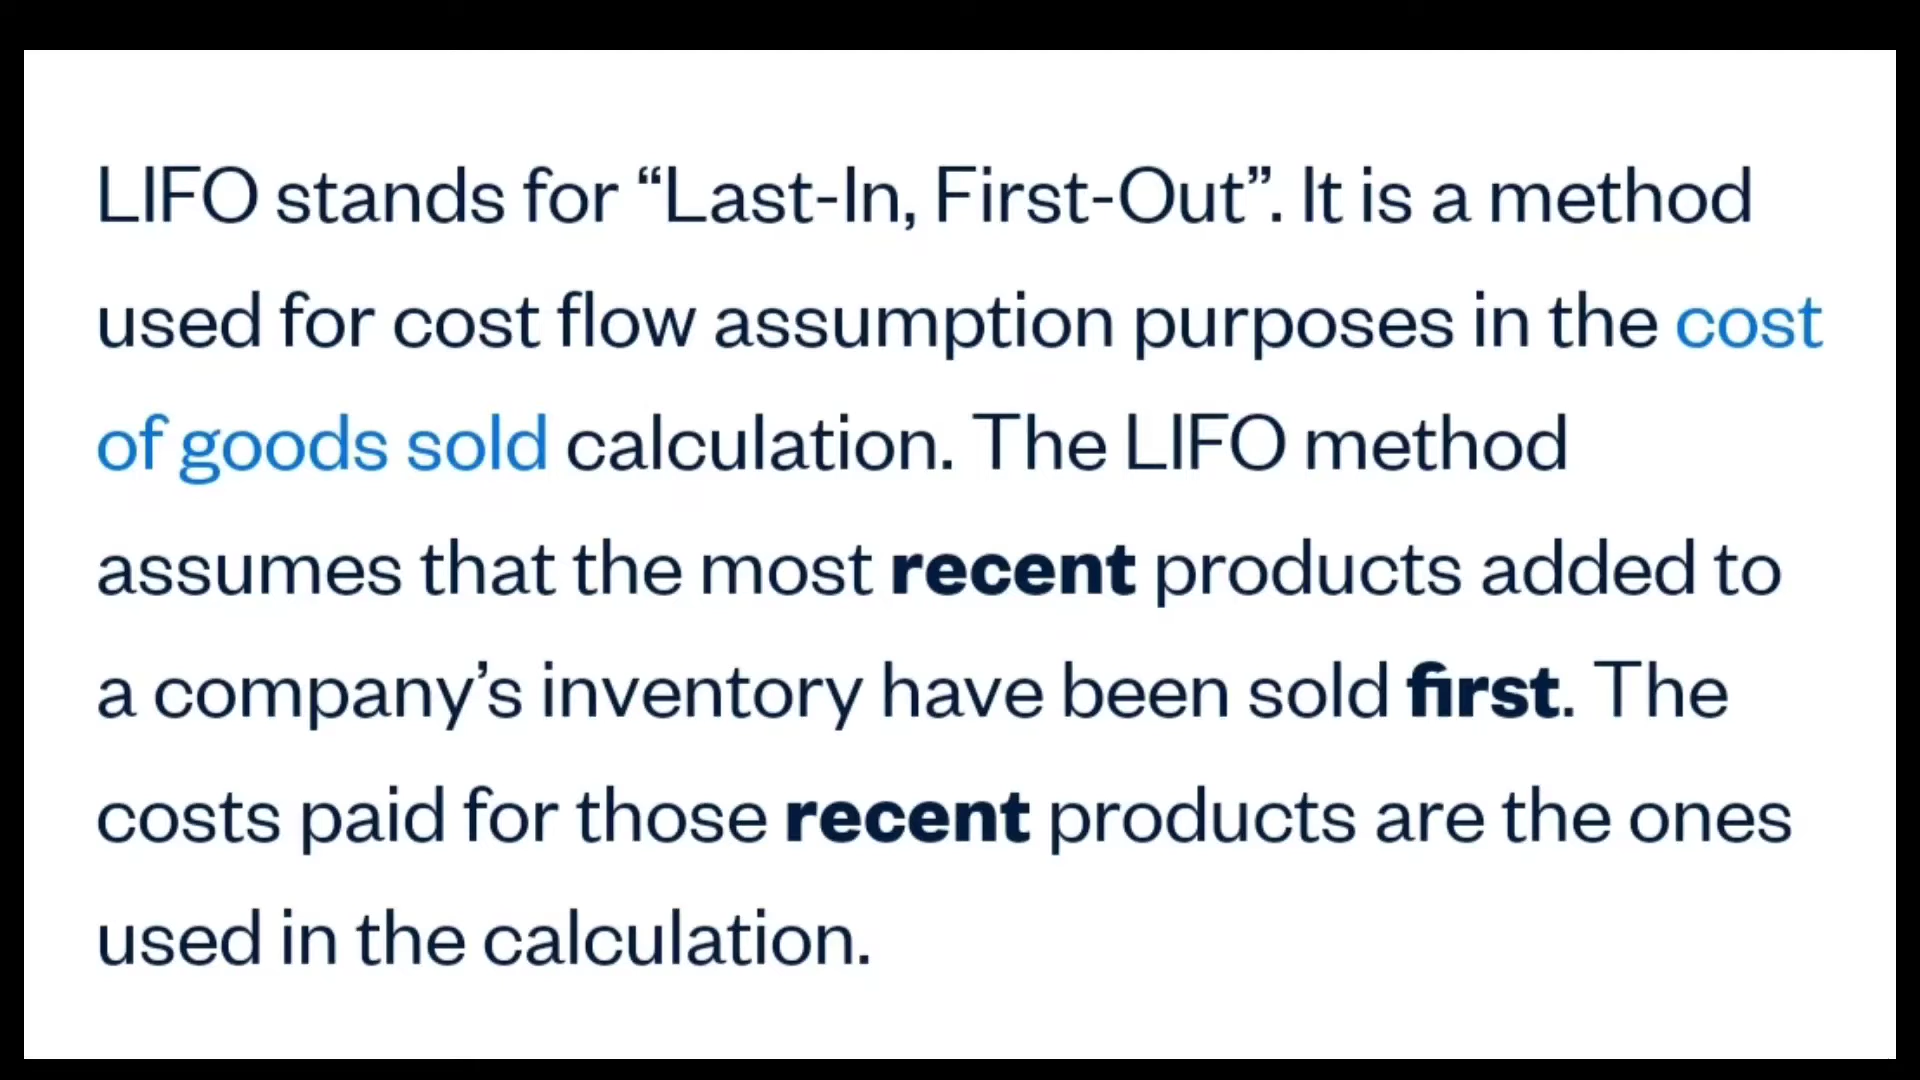 LIFO stands for “Last-In, First-Out”. It is a method
used for cost flow assumption purposes in the cost
of goods sold calculation. The LIFO method
assumes that the most recent products added to
a company’s inventory have been sold first. The
costs paid for those recent products are the ones
used in the calculation.